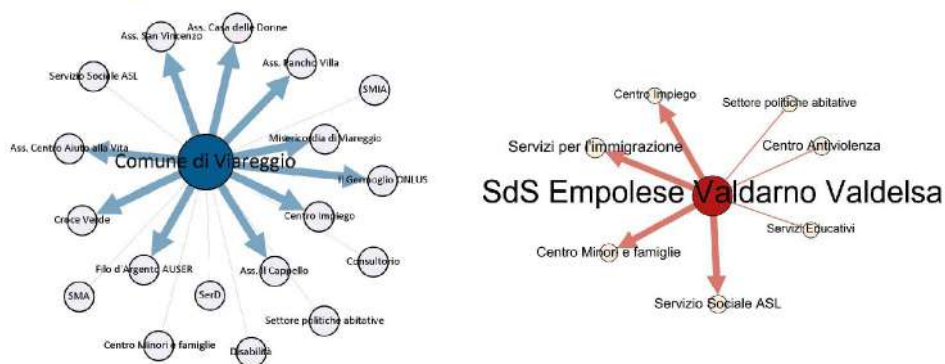 Ass. Casa delle Donne
Ass. San Vincenzo
Ass. Pancho Villa
Servizio Sociale ASL
SMIA
Misericordia di Viareggio
Ass. Centro Aiuto alla Vita
Comune di Viareggio
Il Germoglio ONLUS
Croce Verde
Centro Impiego
Consultorio
Filo d'Argento AUSER
Ass. Il Cappello
SMA
SerD
Settore politiche abitative
Centro Minori e famiglie
Disabilità
Centro Impiego
Settore politiche abitative
Servizi per l'immigrazione
Centro Antiviolenza
SdS Empolese Valdarno Valdelsa
Servizi Educativi
Centro Minori e famiglie
Servizio Sociale ASL